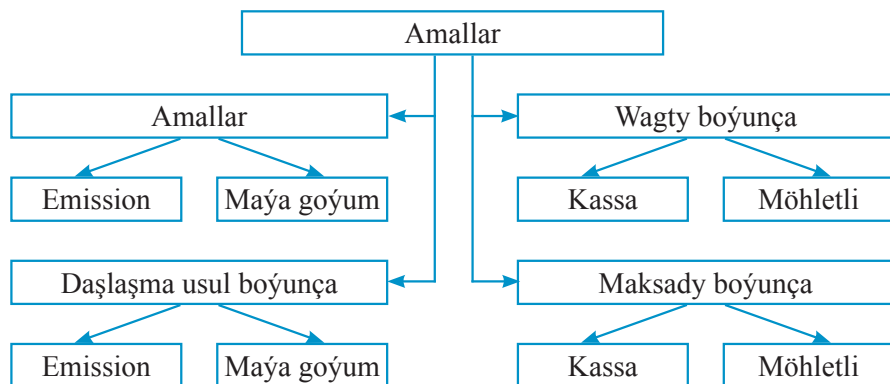 Amallar
Amallar
Wagty boýunça
Emission
Maýa goýum
Kassa
Möhletli
Daşlaşma usul boýunça
Maksady boýunça
Emission
Maýa goýum
Kassa
Möhletli